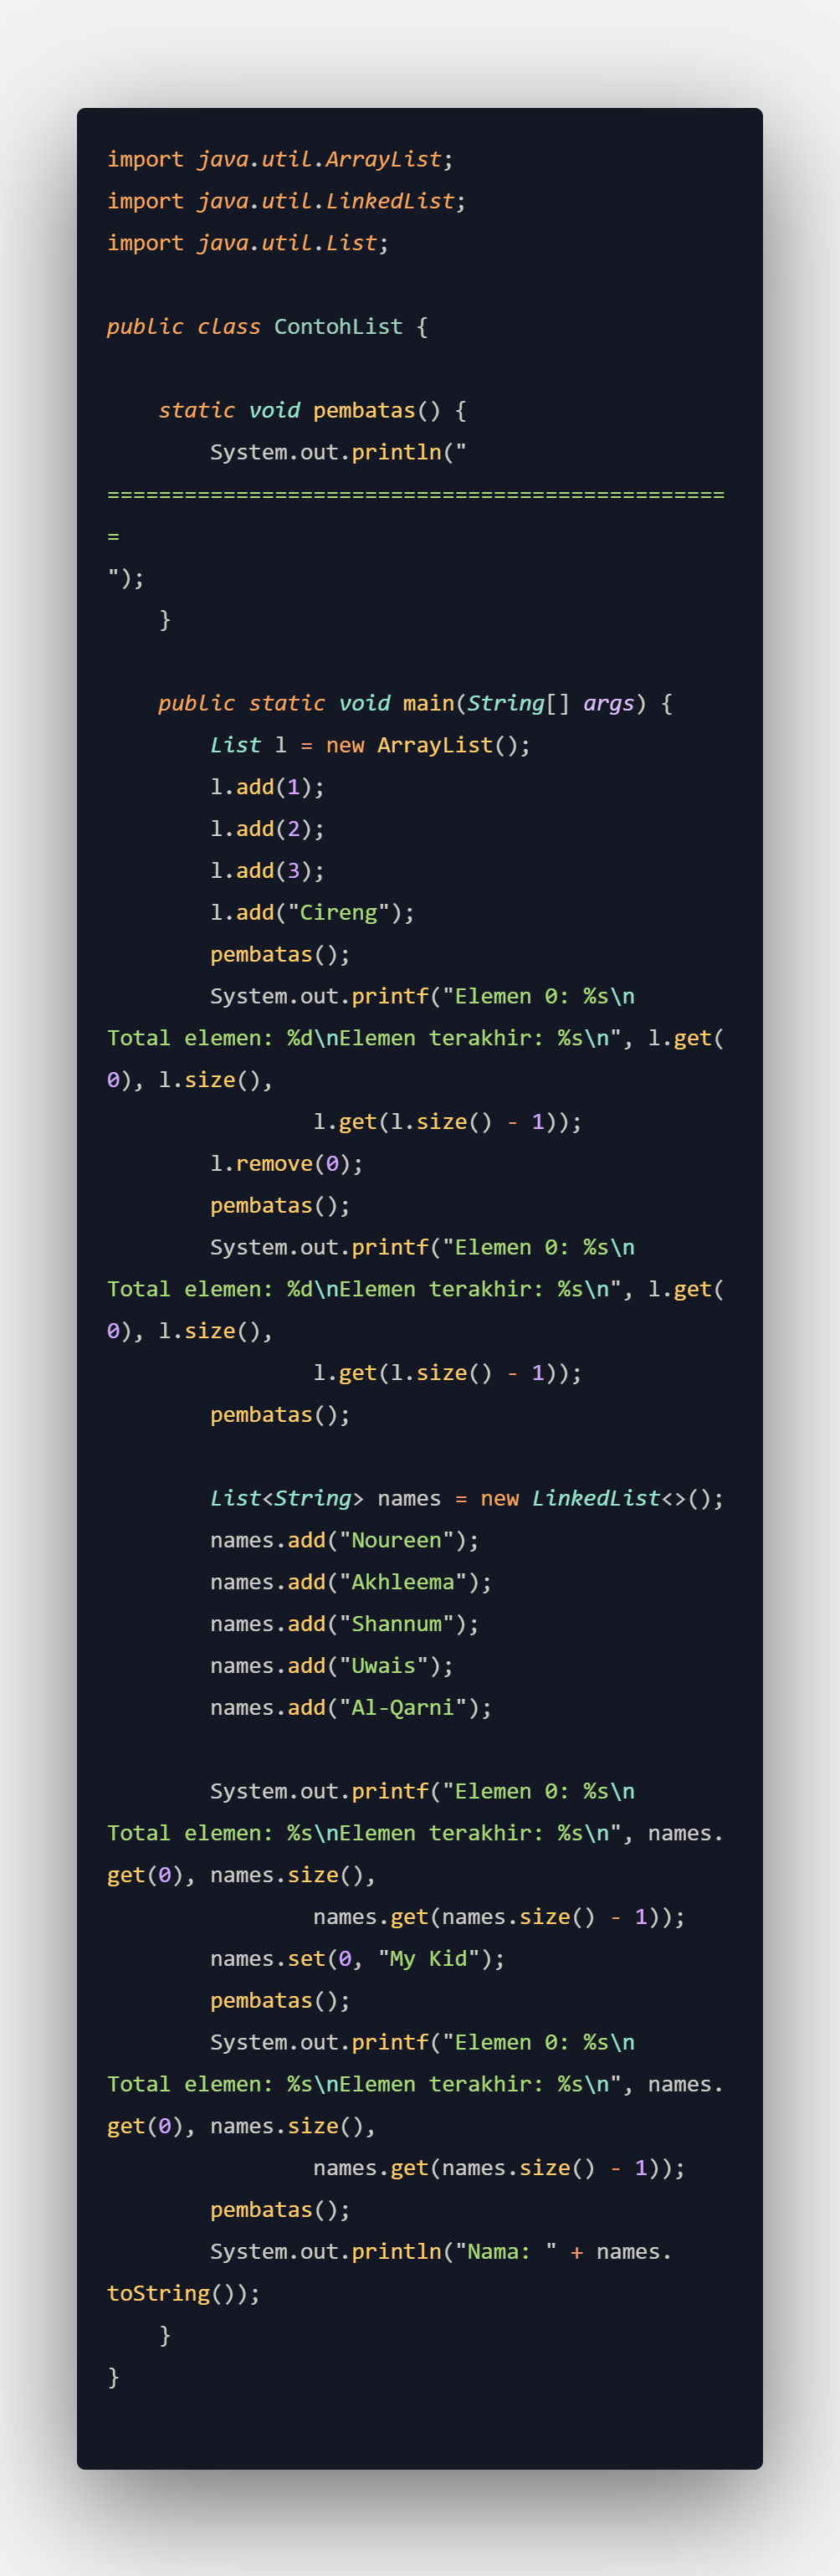 import java.util.ArrayList;
import java.util.LinkedList;
import java.util.List;

public class ContohList {

    static void pembatas() {
        System.out.println("
================================================
=
");
    }

    public static void main(String[] args) {
        List l = new ArrayList();
        l.add(1);
        l.add(2);
        l.add(3);
        l.add("Cireng");
        pembatas();
        System.out.printf("Elemen 0: %s\n
Total elemen: %d\nElemen terakhir: %s\n", l.get(
0), l.size(),
                l.get(l.size() - 1));
        l.remove(0);
        pembatas();
        System.out.printf("Elemen 0: %s\n
Total elemen: %d\nElemen terakhir: %s\n", l.get(
0), l.size(),
                l.get(l.size() - 1));
        pembatas();

        List<String> names = new LinkedList<>();
        names.add("Noureen");
        names.add("Akhleema");
        names.add("Shannum");
        names.add("Uwais");
        names.add("Al-Qarni");

        System.out.printf("Elemen 0: %s\n
Total elemen: %s\nElemen terakhir: %s\n", names.
get(0), names.size(),
                names.get(names.size() - 1));
        names.set(0, "My Kid");
        pembatas();
        System.out.printf("Elemen 0: %s\n
Total elemen: %s\nElemen terakhir: %s\n", names.
get(0), names.size(),
                names.get(names.size() - 1));
        pembatas();
        System.out.println("Nama: " + names.
toString());
    }
}